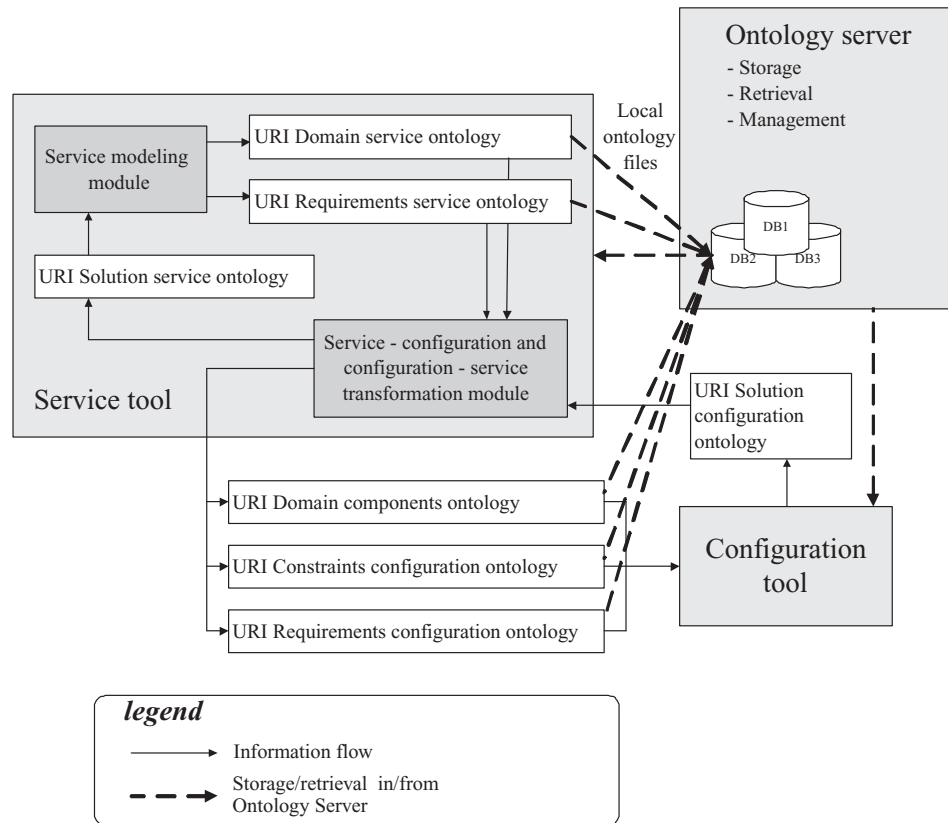 Ontology server
- Storage
- Retrieval
- Management
Local
ontology
files
DB1
DB2
DB3
URI Domain service ontology
Service modeling
module
URI Requirements service ontology
URI Solution service ontology
Service - configuration and
configuration - service
transformation module
Service tool
URI Solution
configuration
ontology
URI Domain components ontology
URI Constraints configuration ontology
URI Requirements configuration ontology
Configuration
tool
legend
Information flow
Storage/retrieval in/from
Ontology Server